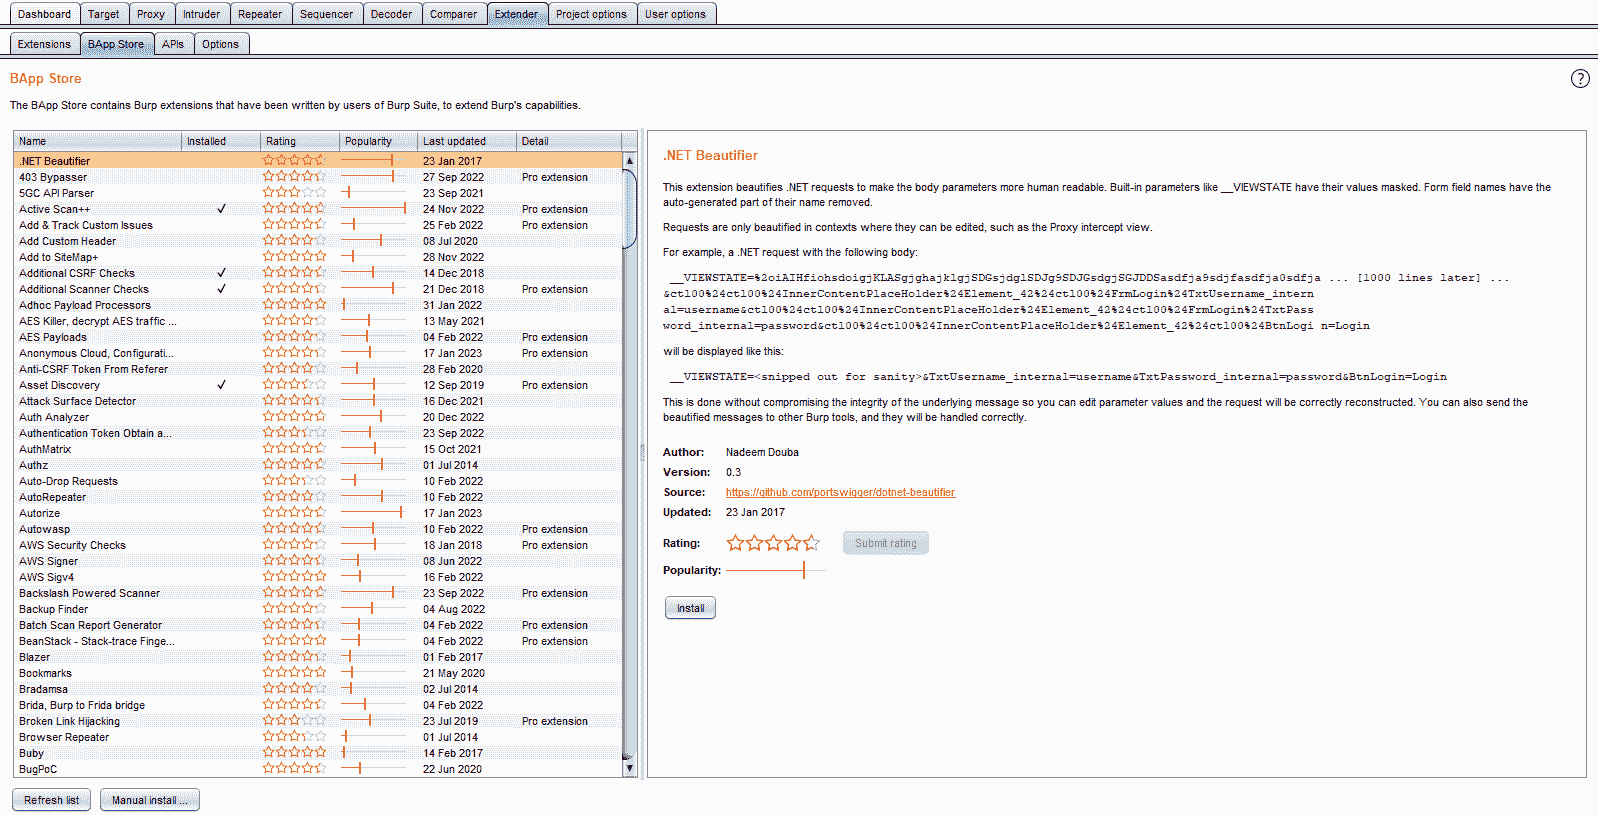 Dashboard Target Proxy Intruder Repeater Sequencer Decoder Comparer Extender Project options User options
Extensions BApp Store APIs Options
BApp Store
?
The BApp Store contains Burp extensions that have been written by users of Burp Suite, to extend Burp's capabilities.
Name Installed Rating Popularity Last updated Detail
.NET Beautifier 23 Jan 2017
403 Bypasser 27 Sep 2022 Pro extension
5GC API Parser 23 Sep 2021
Active Scan++ ✓ 24 Nov 2022 Pro extension
Add & Track Custom Issues 25 Feb 2022 Pro extension
Add Custom Header 08 Jul 2020
Add to SiteMap+ 28 Nov 2022
Additional CSRF Checks ✓ 14 Dec 2018
Additional Scanner Checks ✓ 21 Dec 2018 Pro extension
Adhoc Payload Processors 31 Jan 2022
AES Killer, decrypt AES traffic ... 13 May 2021
AES Payloads 04 Feb 2022 Pro extension
Anonymous Cloud, Configurati... 17 Jan 2023 Pro extension
Anti-CSRF Token From Referer 28 Feb 2020
Asset Discovery ✓ 12 Sep 2019 Pro extension
Attack Surface Detector 16 Dec 2021
Auth Analyzer 20 Dec 2022
Authentication Token Obtain a... 23 Sep 2022
AuthMatrix 15 Oct 2021
Authz 01 Jul 2014
Auto-Drop Requests 10 Feb 2022
AutoRepeater 10 Feb 2022
Autorize 17 Jan 2023
Autowasp 10 Feb 2022 Pro extension
AWS Security Checks 18 Jan 2018 Pro extension
AWS Signer 08 Jun 2022
AWS Sigv4 16 Feb 2022
Backslash Powered Scanner 23 Sep 2022 Pro extension
Backup Finder 04 Aug 2022
Batch Scan Report Generator 04 Feb 2022 Pro extension
BeanStack - Stack-trace Finge... 04 Feb 2022 Pro extension
Blazer 01 Feb 2017
Bookmarks 21 May 2020
Bradamsa 02 Jul 2014
Brida, Burp to Frida bridge 04 Feb 2022
Broken Link Hijacking 23 Jul 2019 Pro extension
Browser Repeater 01 Jul 2014
Buby 14 Feb 2017
BugPoC 22 Jun 2020
Refresh list Manual install ...
.NET Beautifier
This extension beautifies .NET requests to make the body parameters more human readable. Built-in parameters like __VIEWSTATE have their values masked. Form field names have the
auto-generated part of their name removed.
Requests are only beautified in contexts where they can be edited, such as the Proxy intercept view.
For example, a .NET request with the following body:
__VIEWSTATE=%2oiAIHfiohsdoigjKLASgjghajklgjSDGsjdglSDJg9SDJGsdgjSGJDDSasdfja9sdjfasdfja0sdfja ... [1000 lines later] ...
&ctl00%24ctl00%24InnerContentPlaceHolder%24Element_42%24ctl00%24FrmLogin%24TxtUsername_intern
al=username&ctl00%24ctl00%24InnerContentPlaceHolder%24Element_42%24ctl00%24FrmLogin%24TxtPass
word_internal=password&ctl00%24ctl00%24InnerContentPlaceHolder%24Element_42%24ctl00%24BtnLogi n=Login
will be displayed like this:
__VIEWSTATE=<snipped out for sanity>&TxtUsername_internal=username&TxtPassword_internal=password&BtnLogin=Login
This is done without compromising the integrity of the underlying message so you can edit parameter values and the request will be correctly reconstructed. You can also send the
beautified messages to other Burp tools, and they will be handled correctly.
Author: Nadeem Douba
Version: 0.3
Source: https://github.com/portswigger/dotnet-beautifier
Updated: 23 Jan 2017
Rating: Submit rating
Popularity:
Install